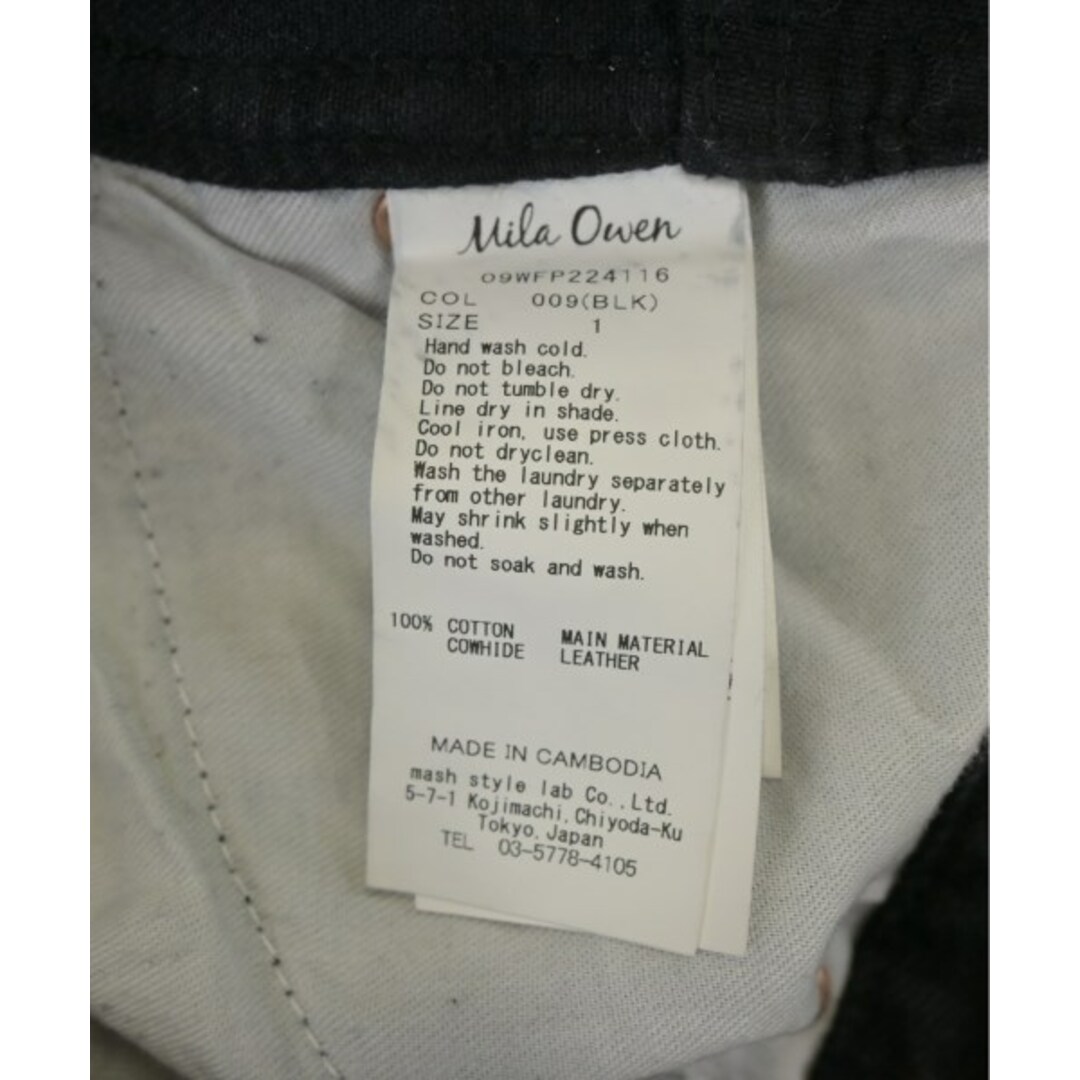 Mila Owen
09WFP224116
COL 009(BLK)
SIZE 1
Hand wash cold.
Do not bleach.
Do not tumble dry.
Line dry in shade.
Cool iron, use press cloth.
Do not dryclean.
Wash the laundry separately
from other laundry.
May shrink slightly when
washed.
Do not soak and wash.
100% COTTON MAIN MATERIAL
COWHIDE LEATHER
MADE IN CAMBODIA
mash style lab Co.,Ltd.
5-7-1 Kojimachi,Chiyoda-Ku
Tokyo,Japan
TEL 03-5778-4105